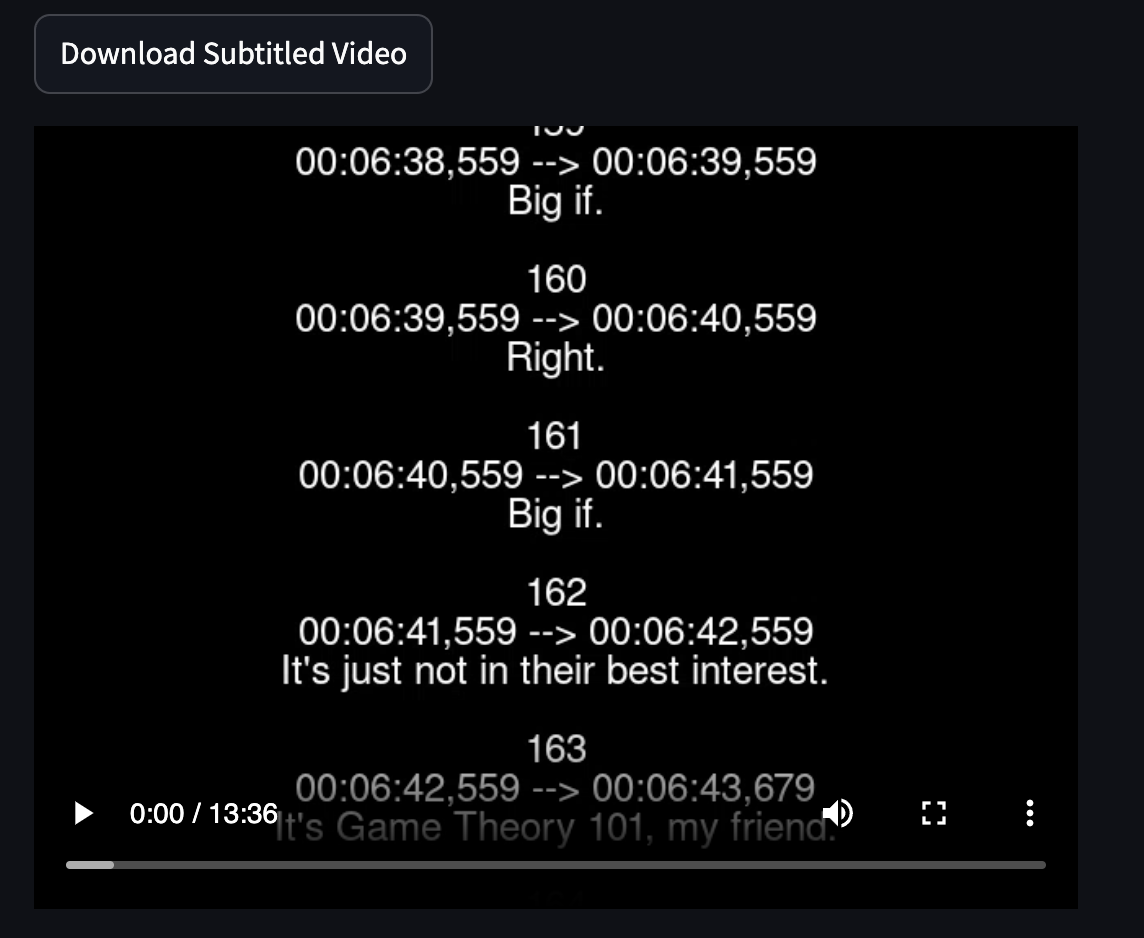 Download Subtitled Video
00:06:38,559 --> 00:06:39,559
Big if.
160
00:06:39,559 --> 00:06:40,559
Right.
161
00:06:40,559 --> 00:06:41,559
Big if.
162
00:06:41,559 --> 00:06:42,559
It's just not in their best interest.
163
00:06:42,559 --> 00:06:43,679
0:00 / 13:36
It's Game Theory 101, my friend.